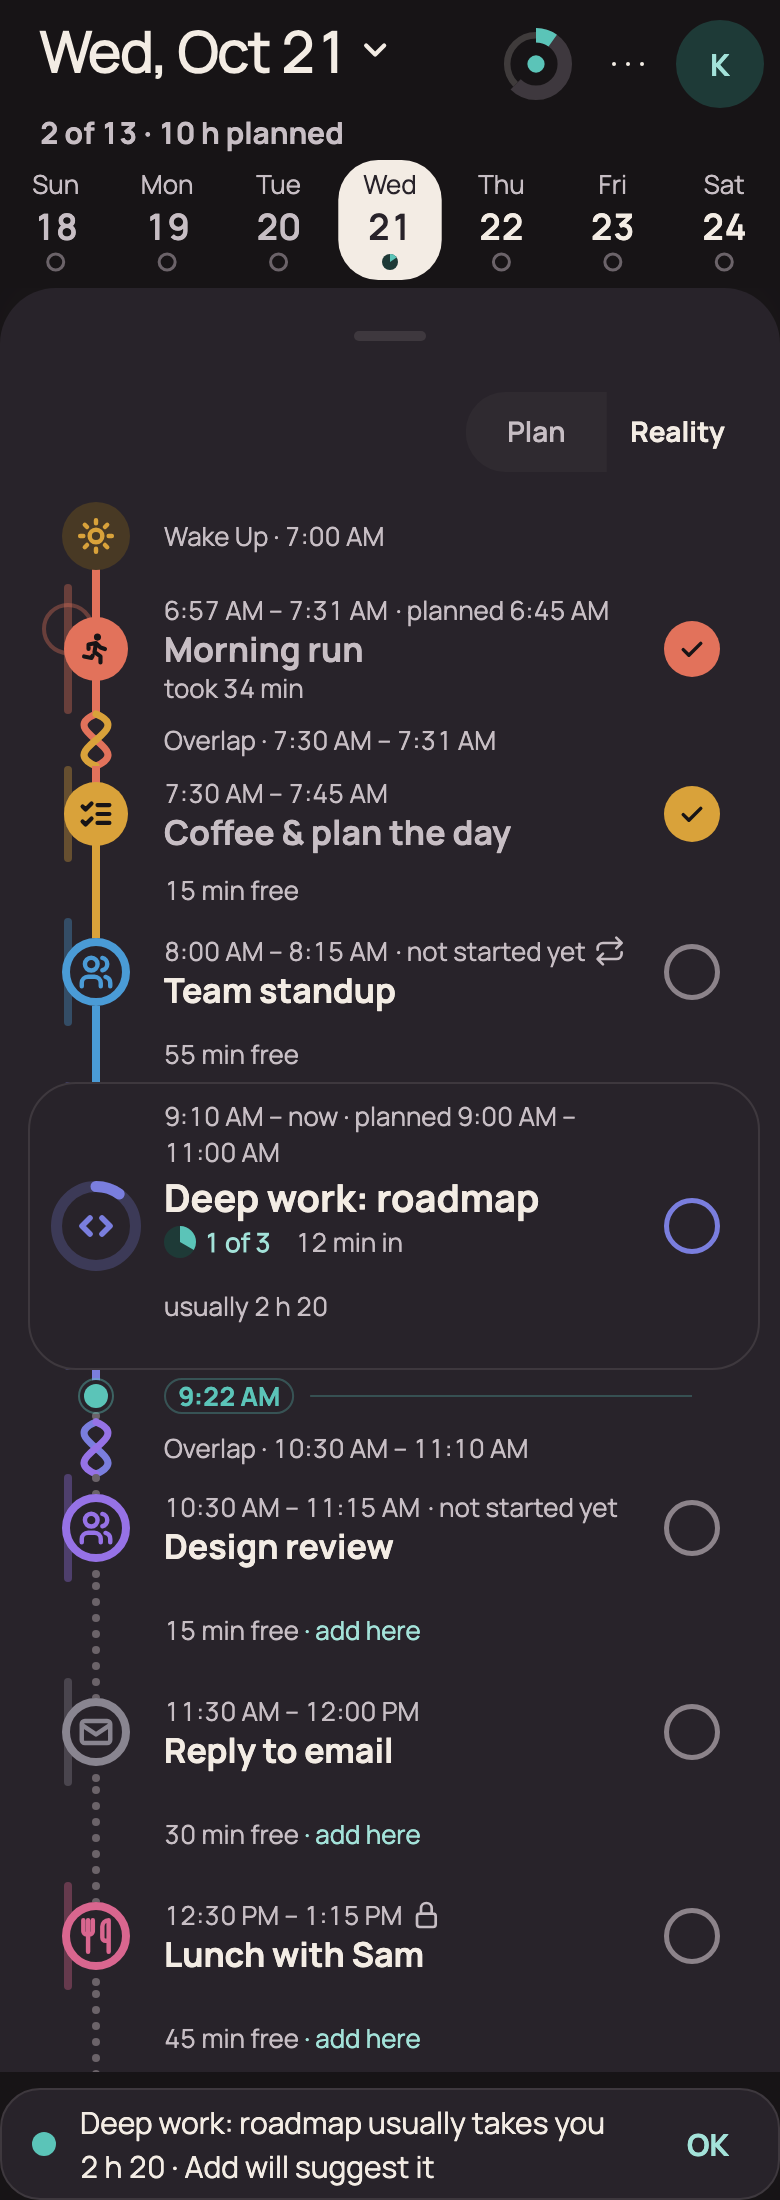 Wed, Oct 21
K
2 of 13 · 10 h planned
Sun Mon Tue Wed Thu Fri Sat
18 19 20 21 22 23 24
Plan Reality
Wake Up · 7:00 AM
6:57 AM – 7:31 AM · planned 6:45 AM
Morning run
took 34 min
Overlap · 7:30 AM – 7:31 AM
7:30 AM – 7:45 AM
Coffee & plan the day
15 min free
8:00 AM – 8:15 AM · not started yet
Team standup
55 min free
9:10 AM – now · planned 9:00 AM –
11:00 AM
Deep work: roadmap
1 of 3 12 min in
usually 2 h 20
9:22 AM
Overlap · 10:30 AM – 11:10 AM
10:30 AM – 11:15 AM · not started yet
Design review
15 min free · add here
11:30 AM – 12:00 PM
Reply to email
30 min free · add here
12:30 PM – 1:15 PM
Lunch with Sam
45 min free · add here
Deep work: roadmap usually takes you
2 h 20 · Add will suggest it
OK